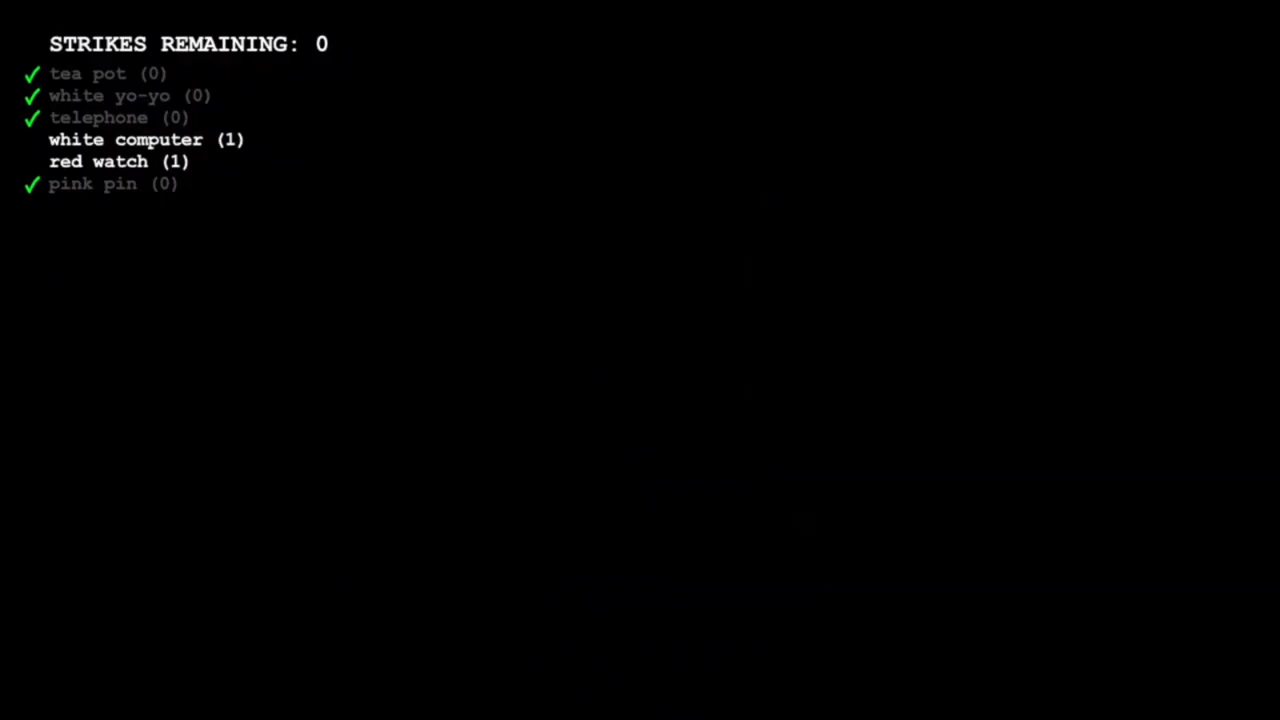 STRIKES REMAINING: 0
✓ tea pot (0)
✓ white yo-yo (0)
✓ telephone (0)
white computer (1)
red watch (1)
✓ pink pin (0)